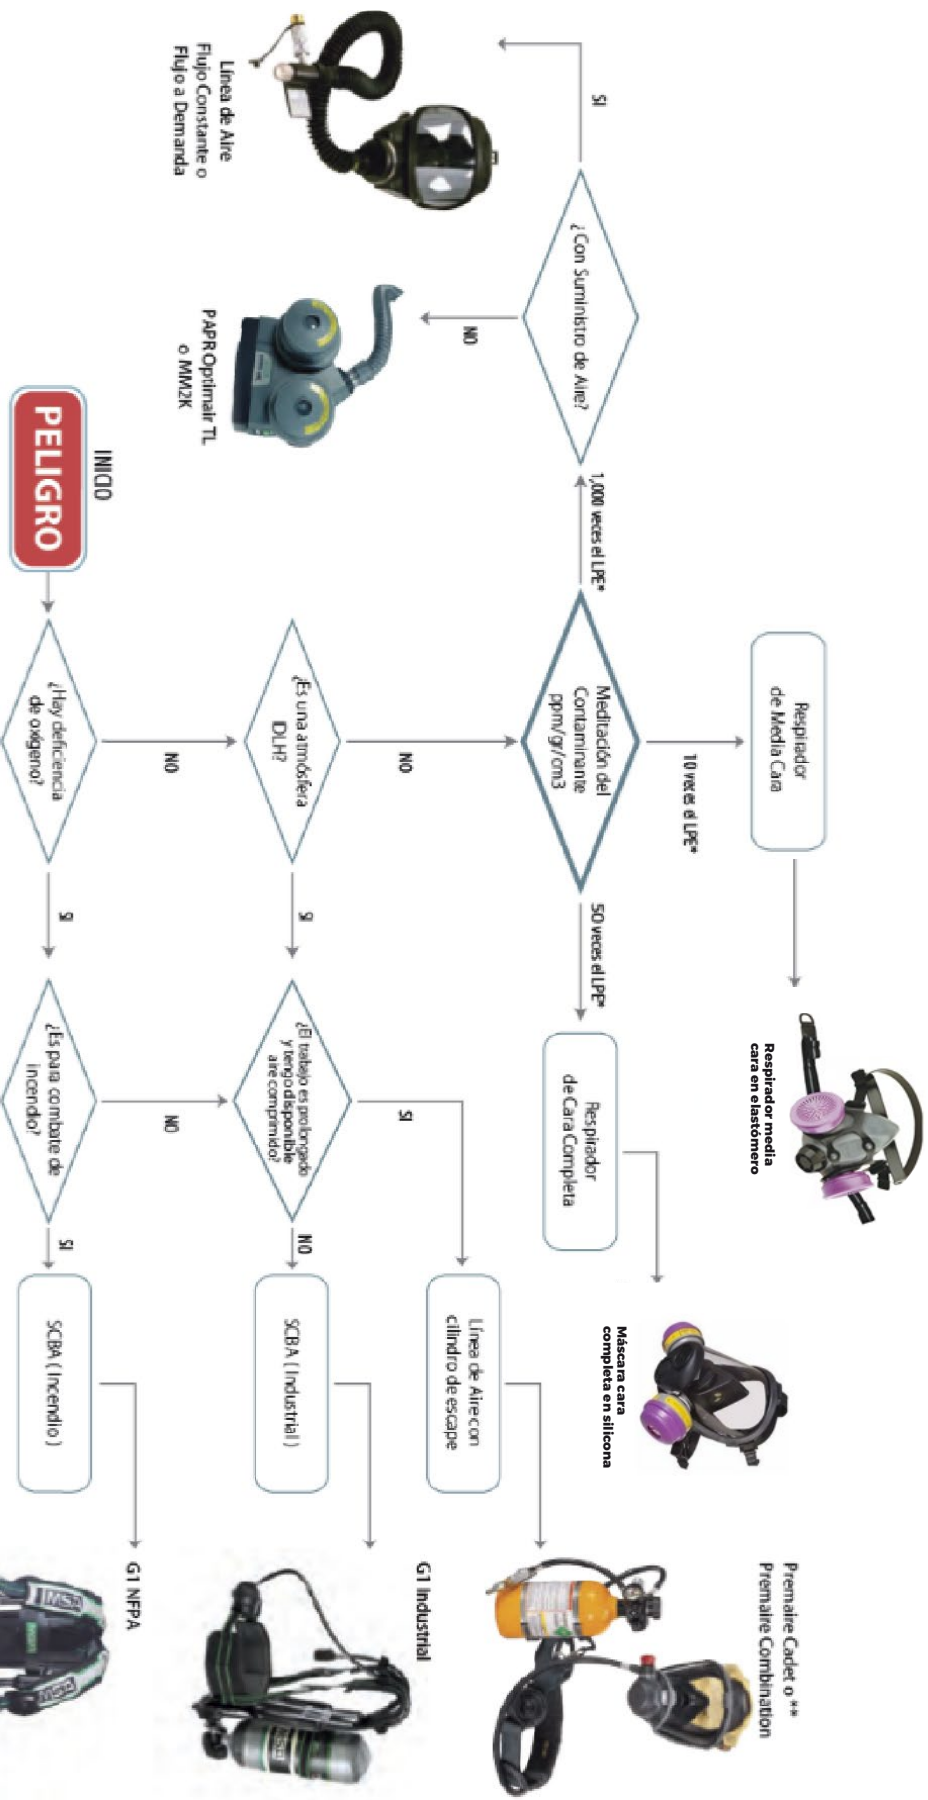 INICIO
PELIGRO
¿Hay deficiencia
de oxígeno?
NO
SI
¿Es una atmósfera
IDLH?
NO
SI
Meditación del
Contaminante
ppm/gr/cm3
1,000 veces el LPE*
10 veces el LPE*
50 veces el LPE*
¿Con Suministro de Aire?
SI
NO
Línea de Aire
Flujo Constante o
Flujo a Demanda
PAPR Optimair TL
o MM2K
Respirador
de Media Cara
Respirador media
cara en elastómero
Respirador
de Cara Completa
Máscara cara
completa en silicona
¿Es para combate de
incendio?
NO
SI
¿El trabajo es prolongado
y tengo disponible
aire comprimido?
SI
NO
Línea de Aire con
cilindro de escape
Premaire Cadet o **
Premaire Combination
SCBA ( Industrial )
G1 Industrial
MSA
SCBA ( Incendio )
G1 NFPA
MSA
MSA